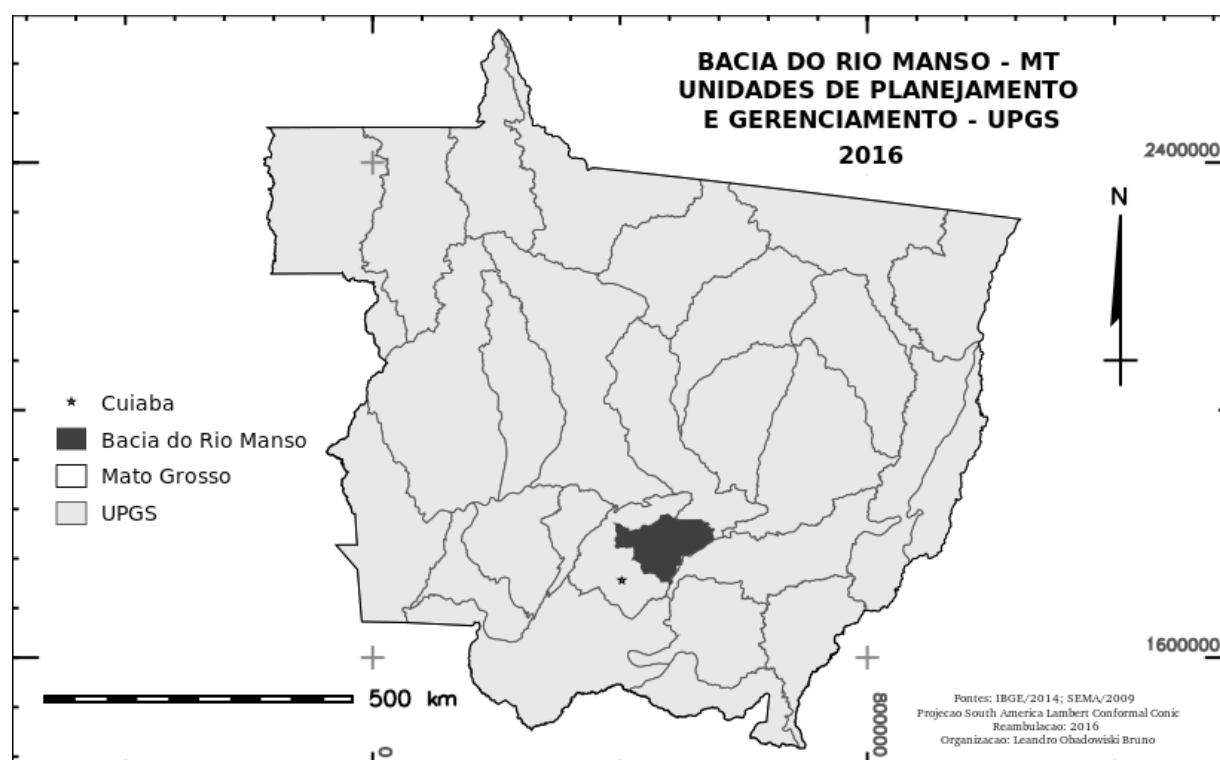 BACIA DO RIO MANSO - MT
UNIDADES DE PLANEJAMENTO
E GERENCIAMENTO - UPGS
2016
2400000
N
Cuiaba
Bacia do Rio Manso
Mato Grosso
UPGS
1600000
500 km
0
800000
Fontes: IBGE/2014; SEMA/2009
Projecao South America Lambert Conformal Conic
Reambulacao: 2016
Organizacao: Leandro Obadowiski Bruno